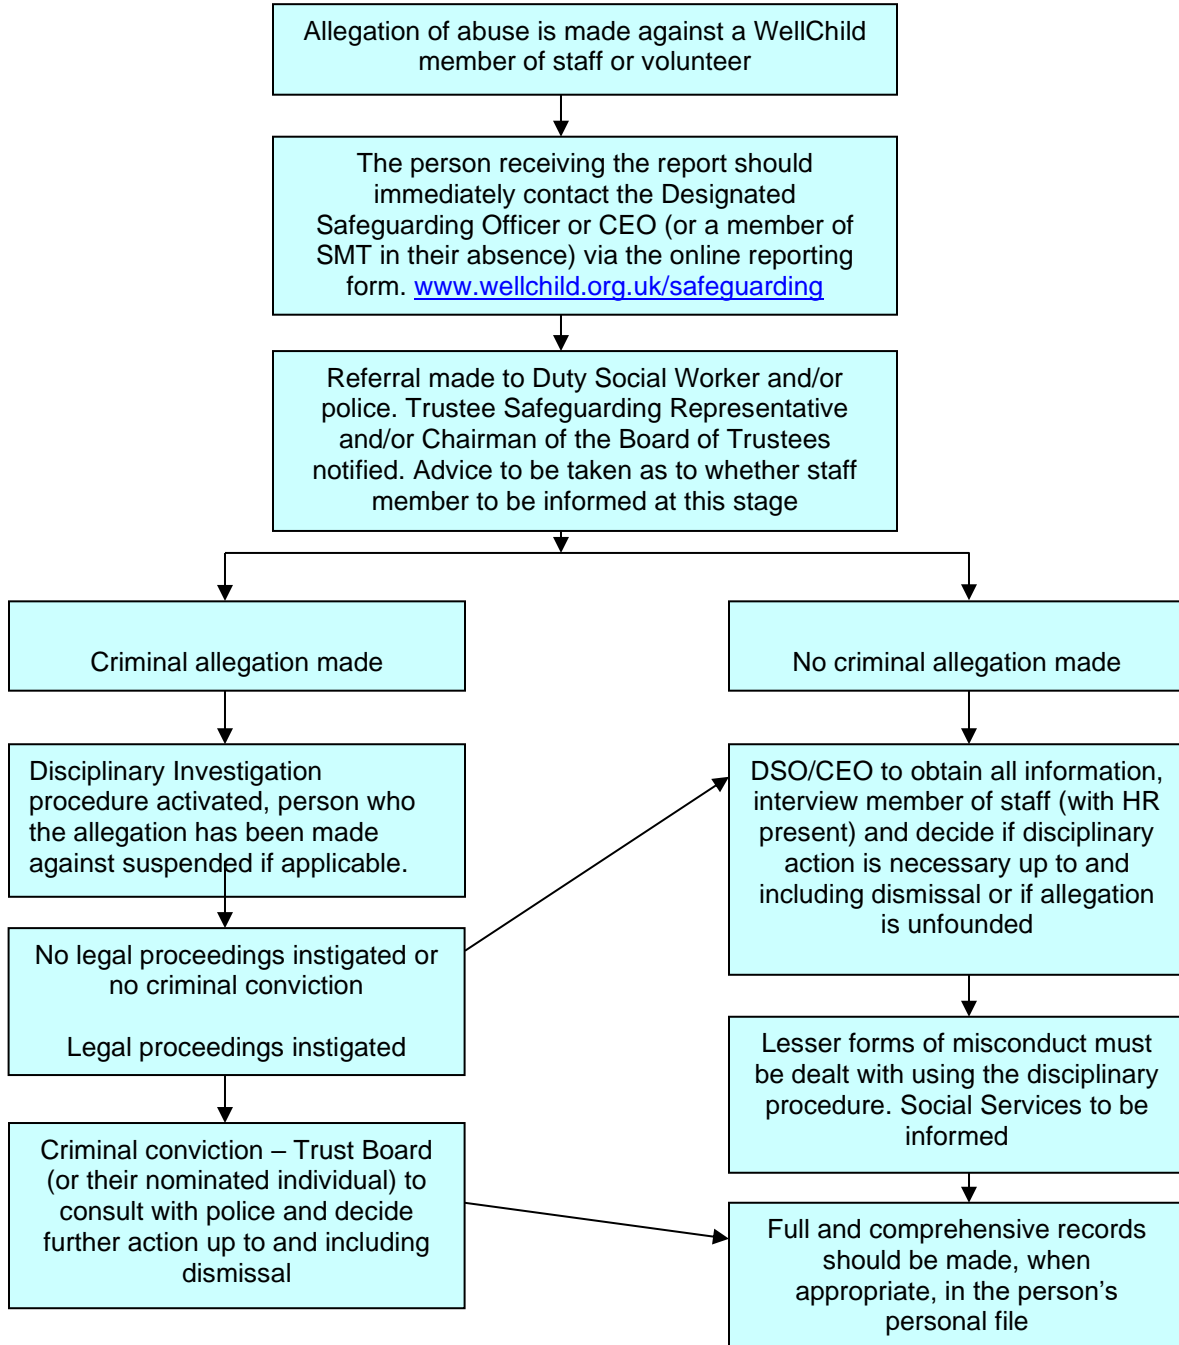 Allegation of abuse is made against a WellChild
member of staff or volunteer
The person receiving the report should
immediately contact the Designated
Safeguarding Officer or CEO (or a member of
SMT in their absence) via the online reporting
form. www.wellchild.org.uk/safeguarding
Referral made to Duty Social Worker and/or
police. Trustee Safeguarding Representative
and/or Chairman of the Board of Trustees
notified. Advice to be taken as to whether staff
member to be informed at this stage
Criminal allegation made
No criminal allegation made
Disciplinary Investigation
procedure activated, person who
the allegation has been made
against suspended if applicable.
DSO/CEO to obtain all information,
interview member of staff (with HR
present) and decide if disciplinary
action is necessary up to and
including dismissal or if allegation
is unfounded
No legal proceedings instigated or
no criminal conviction
Legal proceedings instigated
Lesser forms of misconduct must
be dealt with using the disciplinary
procedure. Social Services to be
informed
Criminal conviction – Trust Board
(or their nominated individual) to
consult with police and decide
further action up to and including
dismissal
Full and comprehensive records
should be made, when
appropriate, in the person’s
personal file